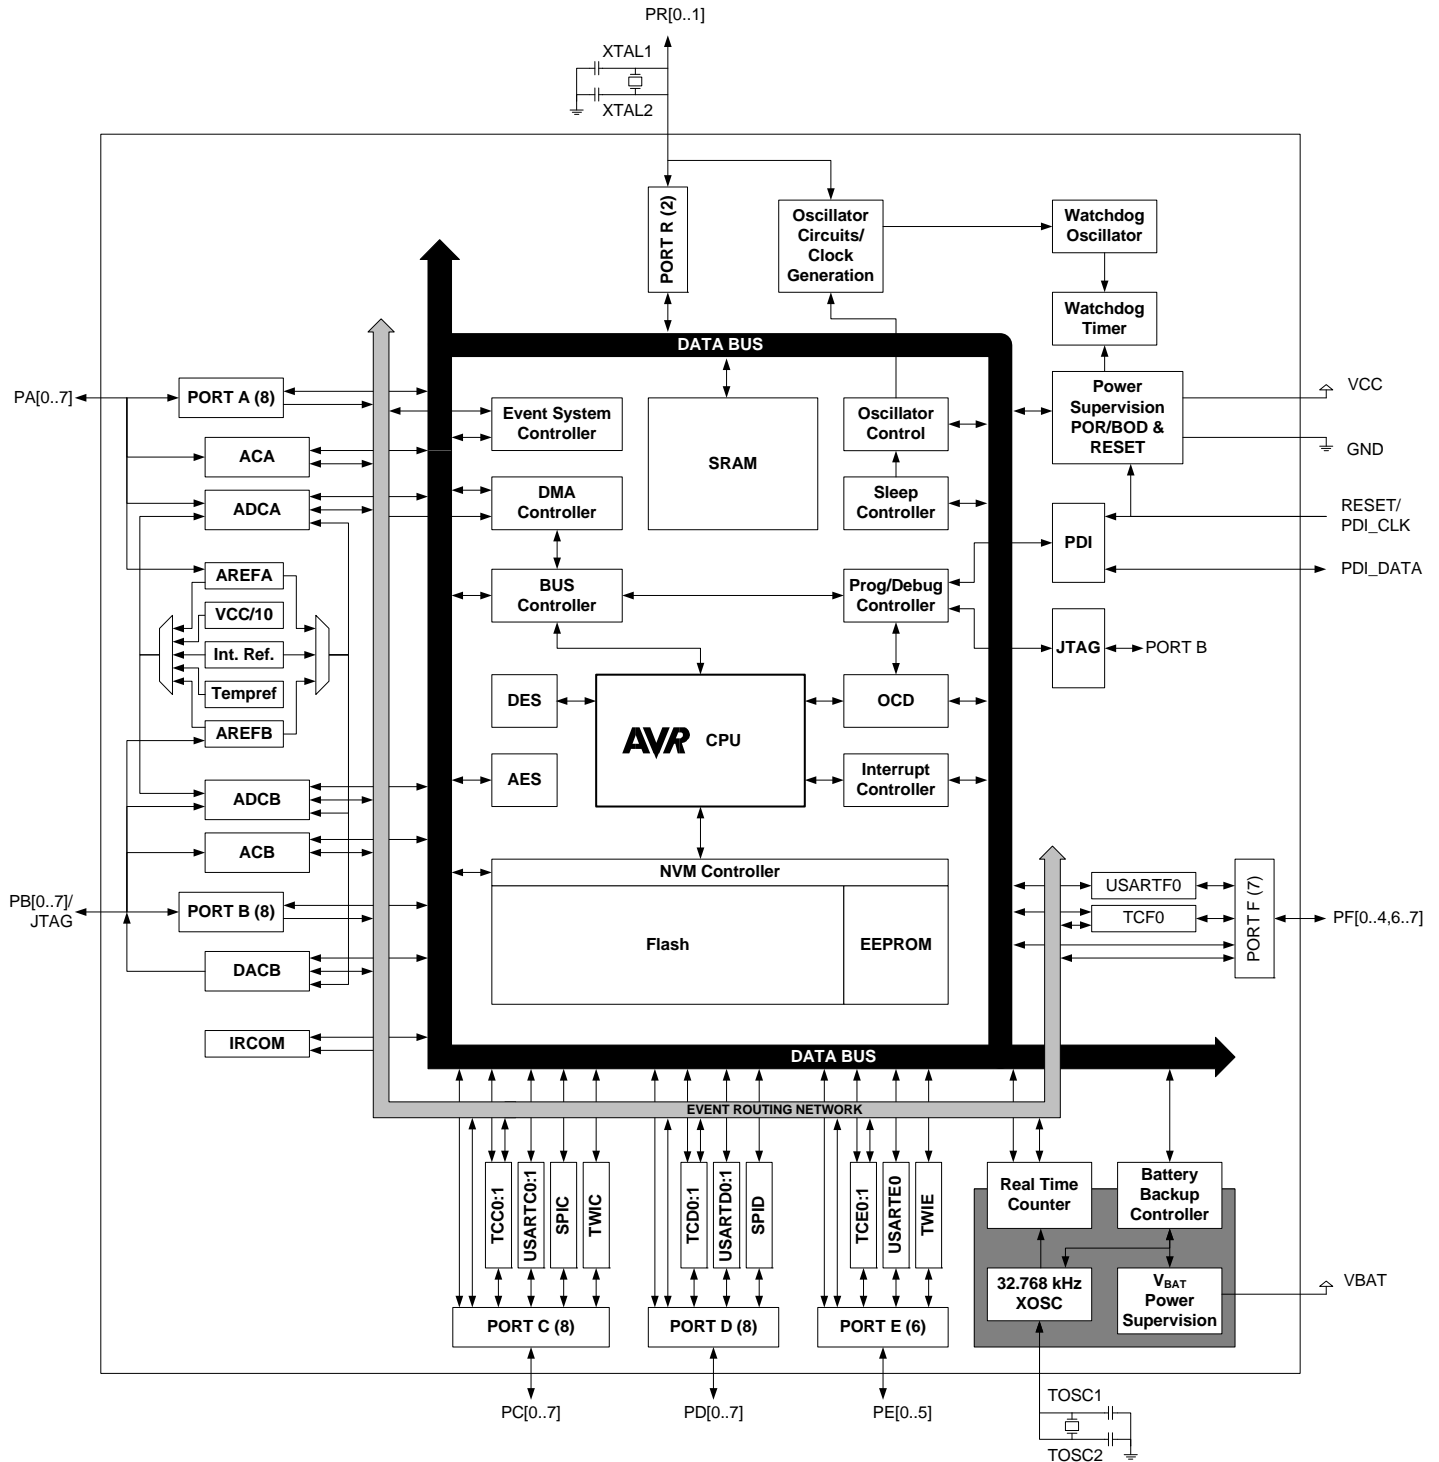 PR[0..1]
XTAL1
XTAL2
PORT R (2)
Oscillator
Circuits/
Clock
Generation
Watchdog
Oscillator
Watchdog
Timer
DATA BUS
PA[0..7]
PORT A (8)
Event System
Controller
SRAM
Oscillator
Control
Power
Supervision
POR/BOD &
RESET
VCC
GND
ACA
ADCA
DMA
Controller
Sleep
Controller
PDI
RESET/
PDI_CLK
PDI_DATA
AREFA
VCC/10
Int. Ref.
Tempref
AREFB
BUS
Controller
Prog/Debug
Controller
JTAG
PORT B
DES
AVR CPU
OCD
AES
Interrupt
Controller
ADCB
ACB
PB[0..7]/
JTAG
PORT B (8)
DACB
IRCOM
NVM Controller
Flash
EEPROM
USARTF0
TCF0
PORT F (7)
PF[0..4,6..7]
DATA BUS
EVENT ROUTING NETWORK
TCC0:1
USARTC0:1
SPIC
TWIC
TCD0:1
USARTD0:1
SPID
TCE0:1
USARTE0
TWIE
Real Time
Counter
Battery
Backup
Controller
32.768 kHz
XOSC
VBAT
Power
Supervision
VBAT
PORT C (8)
PORT D (8)
PORT E (6)
PC[0..7]
PD[0..7]
PE[0..5]
TOSC1
TOSC2